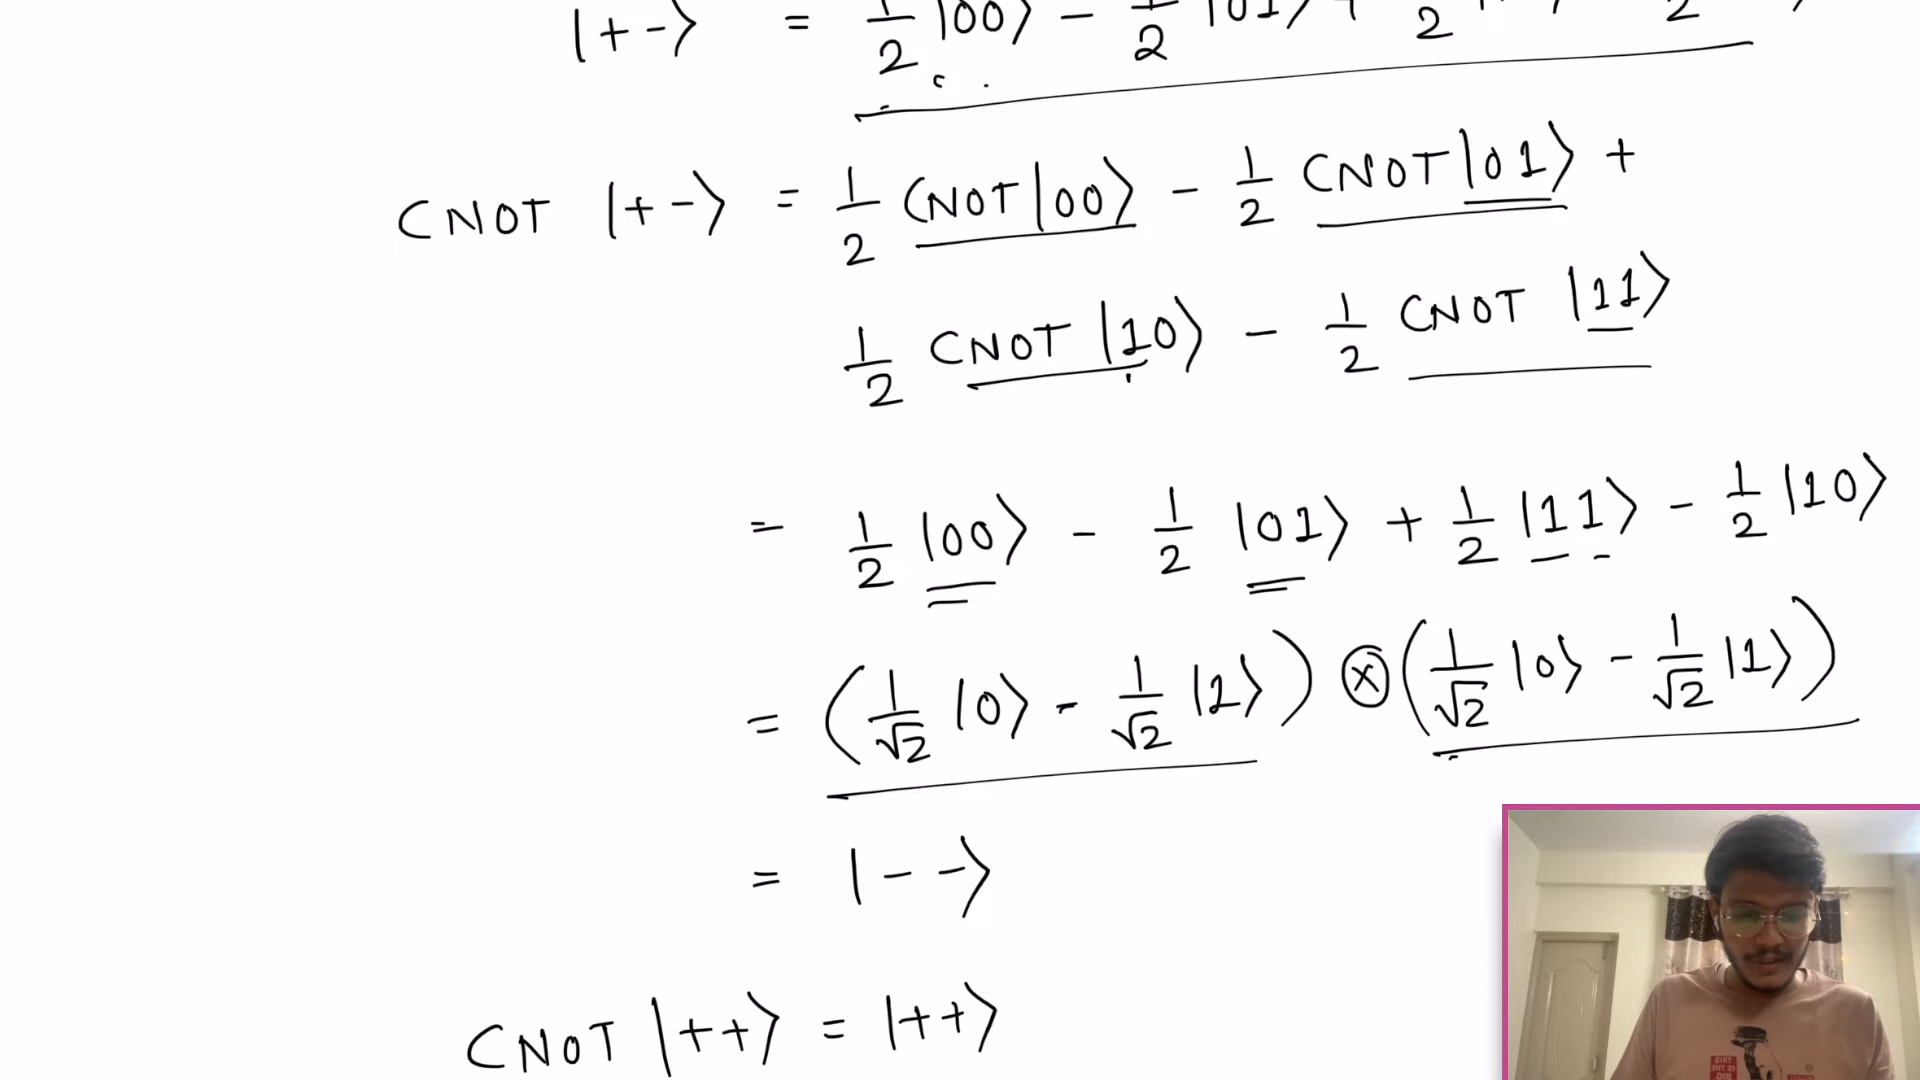 |+-⟩ = 1/2 |00⟩ - 1/2 |01⟩ + 1/2 - 1/2
CNOT |+-⟩ = 1/2 CNOT|00⟩ - 1/2 CNOT|01⟩ +
1/2 CNOT |10⟩ - 1/2 CNOT |11⟩
= 1/2 |00⟩ - 1/2 |01⟩ + 1/2 |11⟩ - 1/2 |10⟩
= (1/√2 |0⟩ - 1/√2 |1⟩) ⊗ (1/√2 |0⟩ - 1/√2 |1⟩)
= |--⟩
CNOT |++⟩ = |++⟩